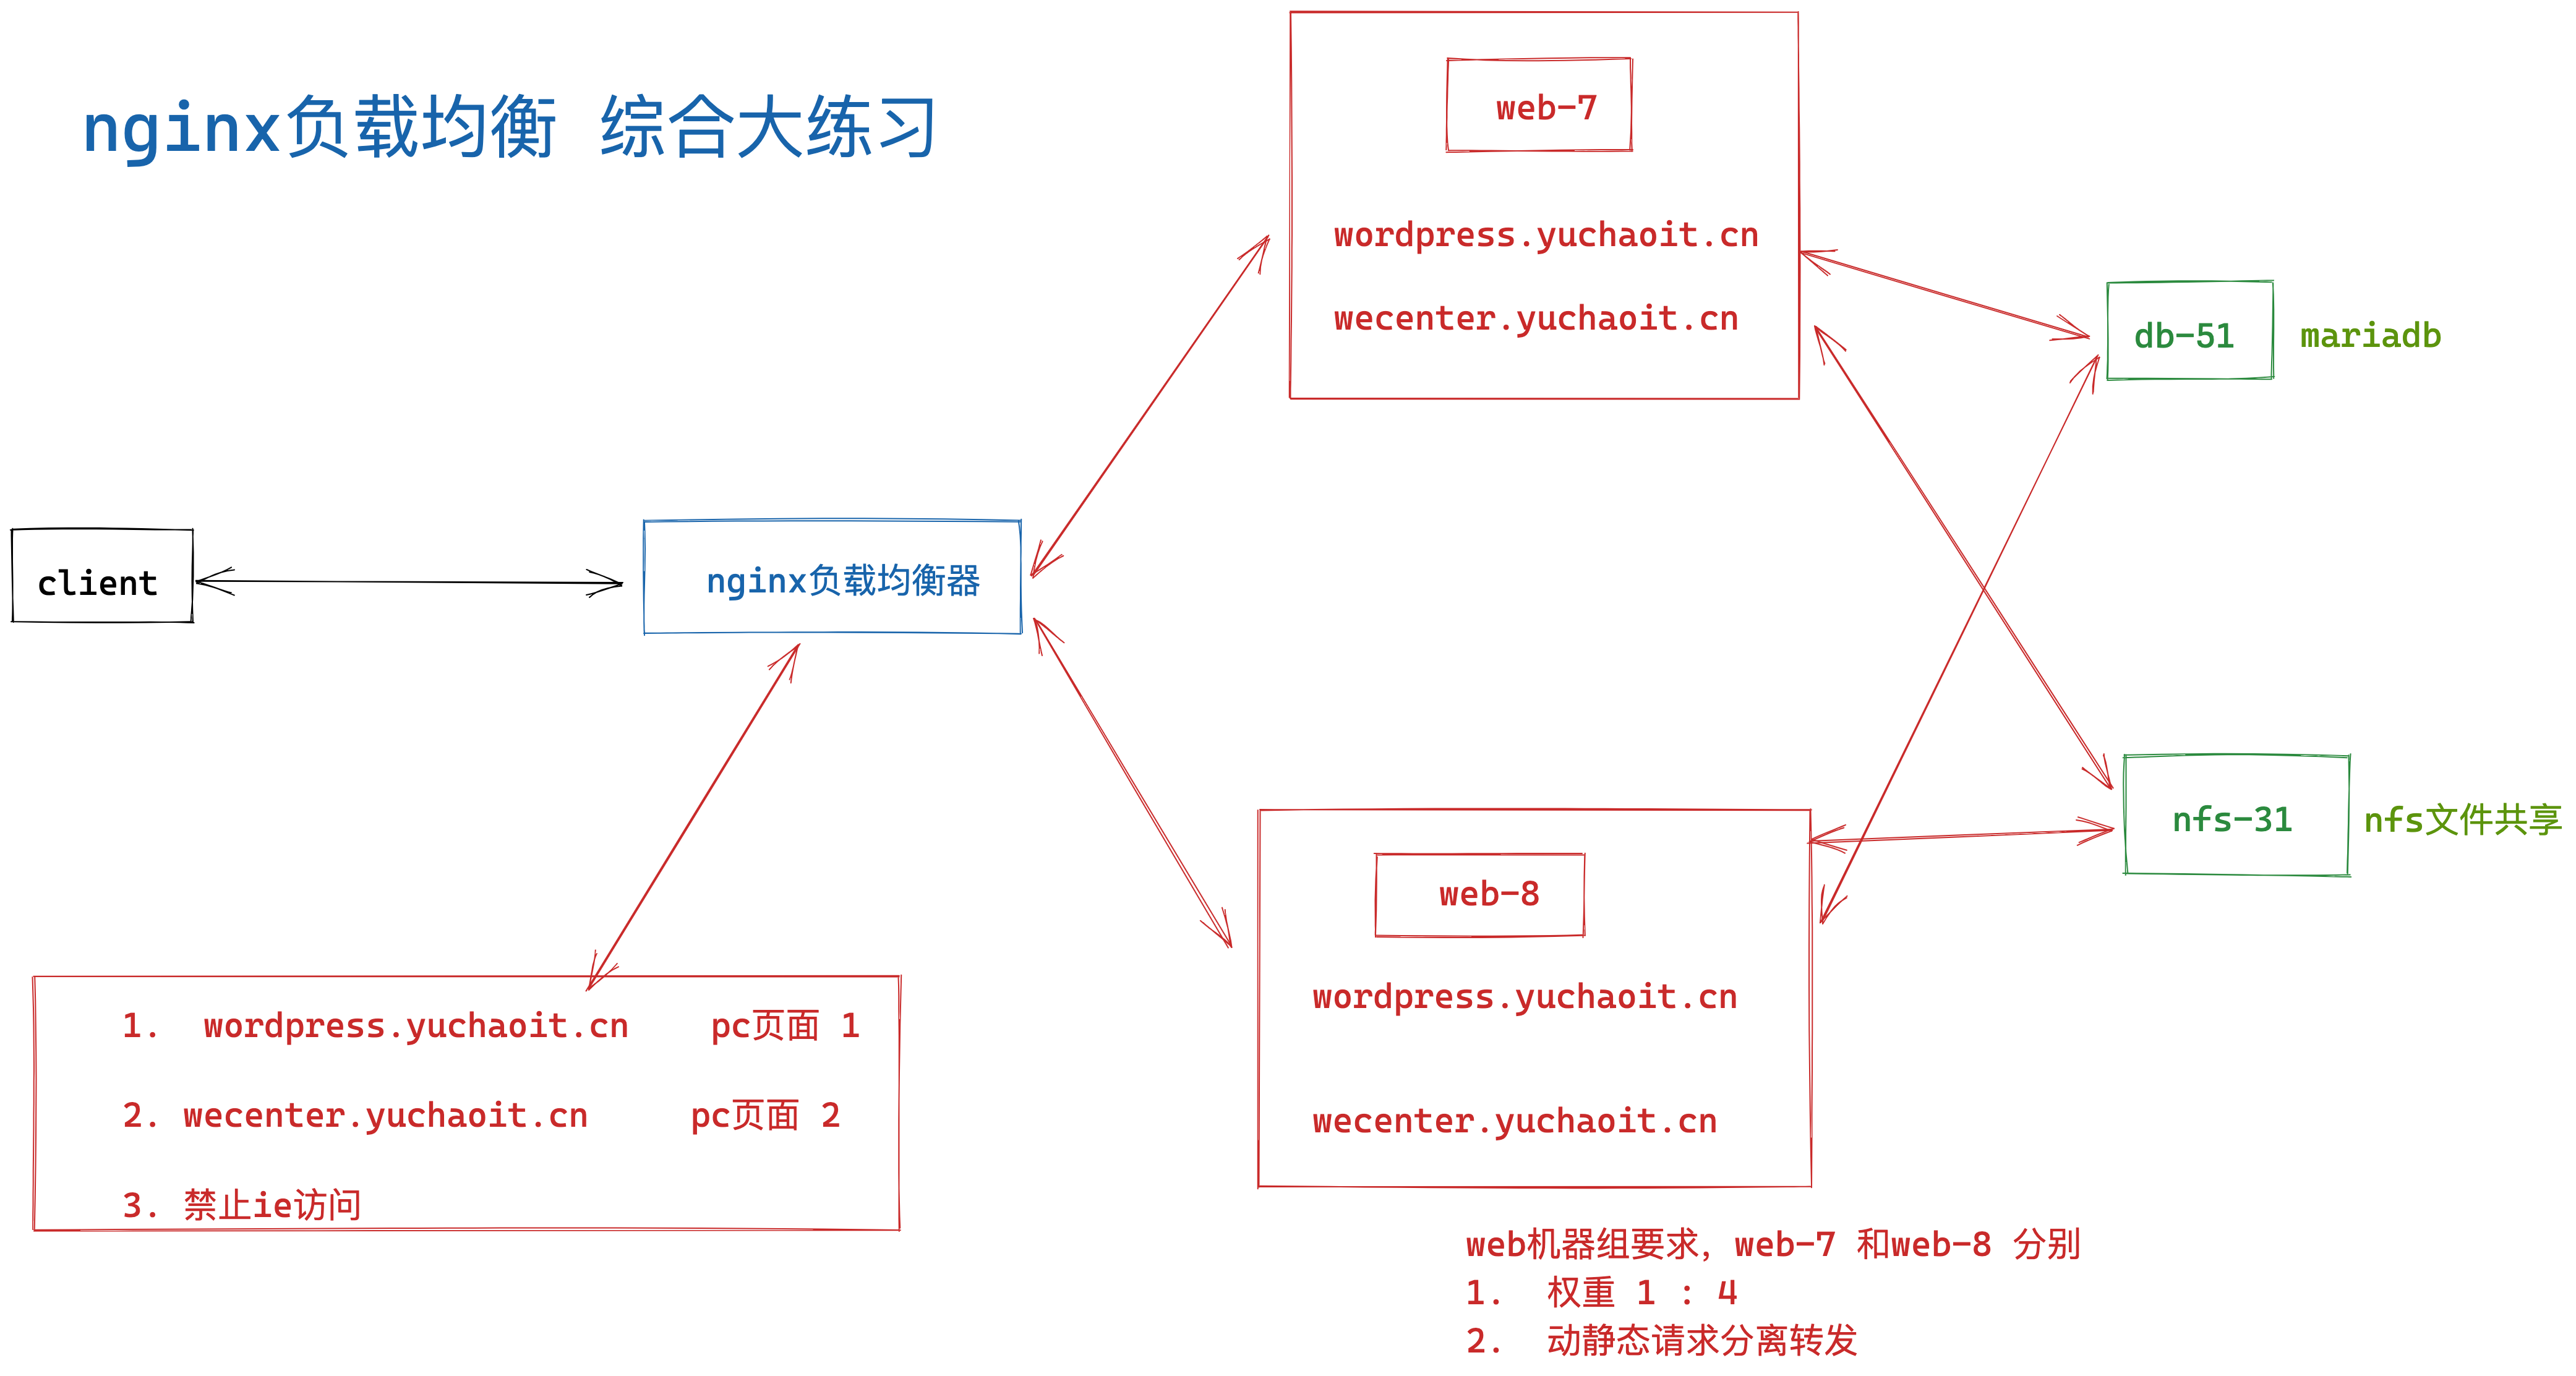 nginx负载均衡 综合大练习
web-7
wordpress.yuchaoit.cn
wecenter.yuchaoit.cn
db-51
mariadb
client
nginx负载均衡器
nfs-31
nfs文件共享
web-8
wordpress.yuchaoit.cn
wecenter.yuchaoit.cn
1. wordpress.yuchaoit.cn pc页面 1
2. wecenter.yuchaoit.cn pc页面 2
3. 禁止ie访问
web机器组要求，web-7 和web-8 分别
1. 权重 1 : 4
2. 动静态请求分离转发